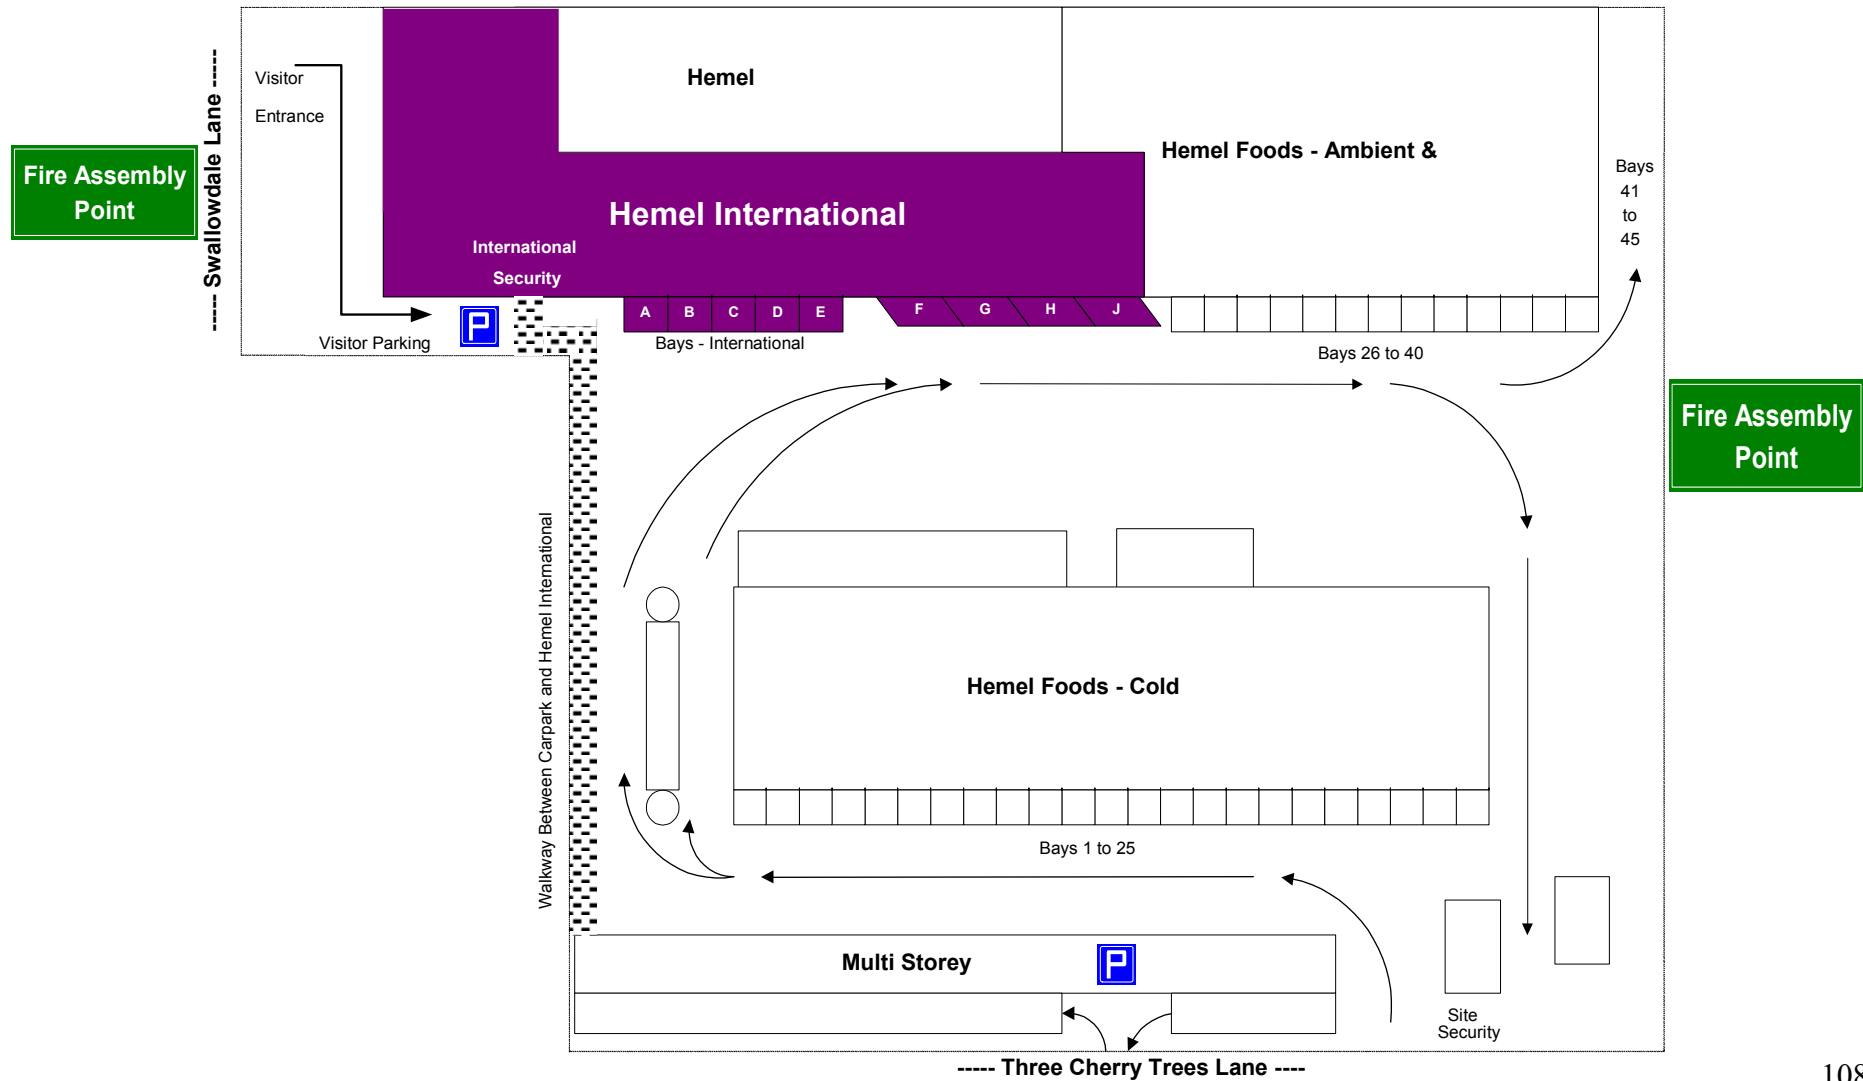 Visitor
Entrance
----- Swallowdale Lane -----
Fire Assembly
Point
Hemel
Hemel Foods - Ambient &
Bays
41
to
45
Hemel International
International
Security
A B C D E F G H J
P
Visitor Parking
Bays - International
Bays 26 to 40
Fire Assembly
Point
Walkway Between Carpark and Hemel International
Hemel Foods - Cold
Bays 1 to 25
Multi Storey
P
Site
Security
----- Three Cherry Trees Lane ----
108